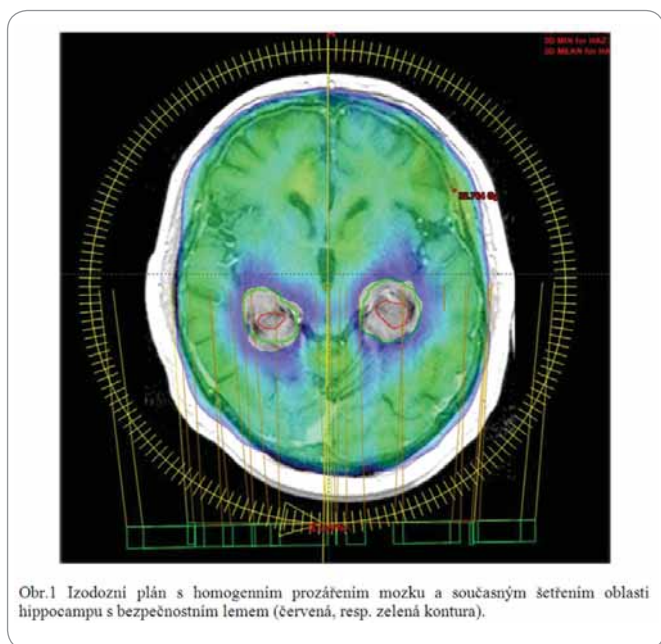 Obr.1 Izodozní plán s homogenním prozářením mozku a současným šetřením oblasti
hippocampu s bezpečnostním lemem (červená, resp. zelená kontura).